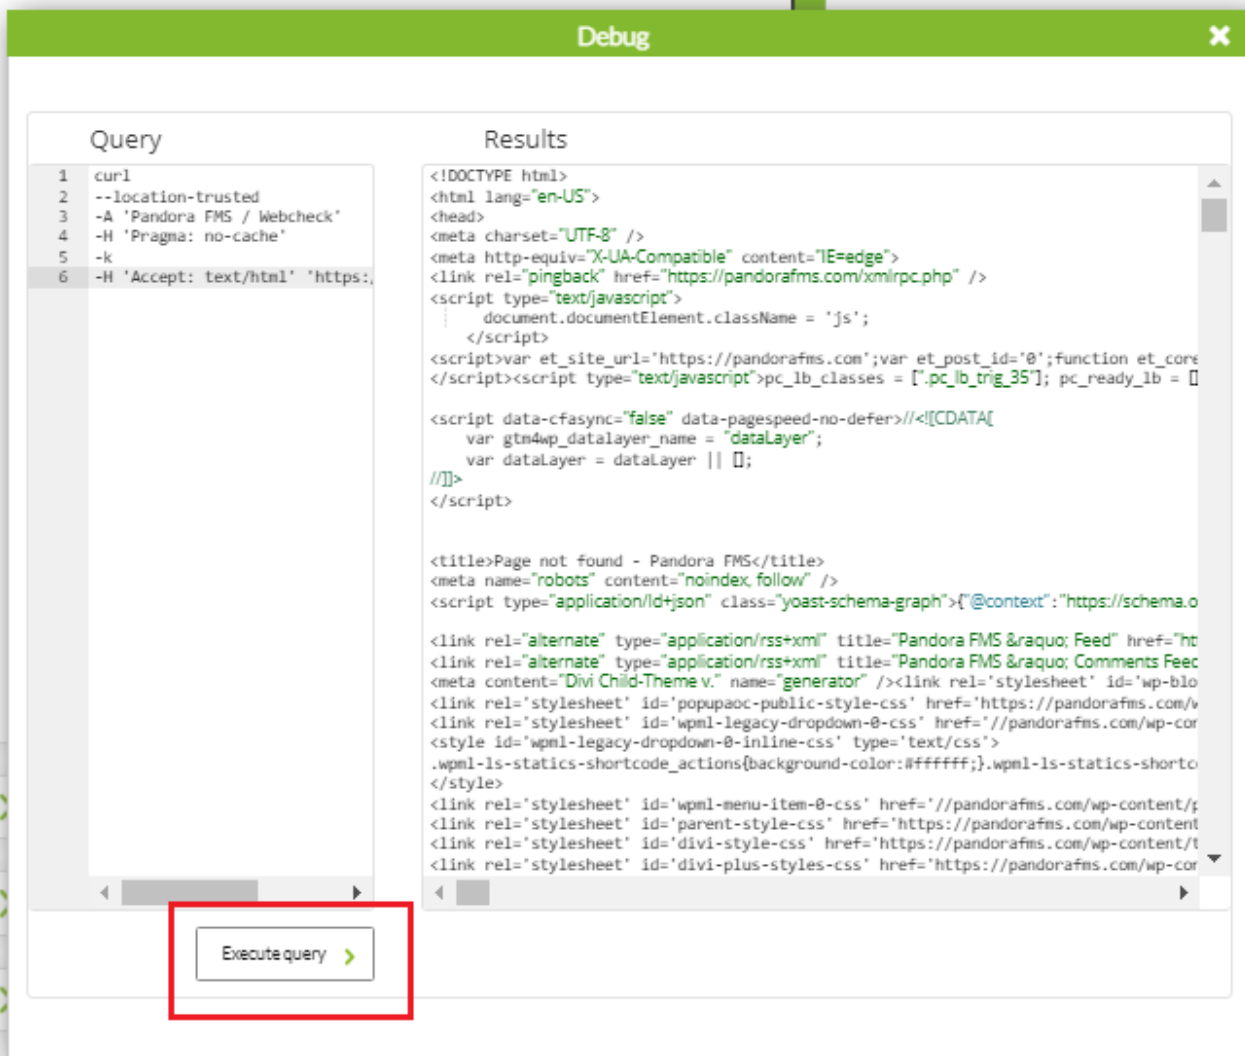 Debug
Query
1 curl
2 --location-trusted
3 -A 'Pandora FMS / Webcheck'
4 -H 'Pragma: no-cache'
5 -k
6 -H 'Accept: text/html' 'https:/
Execute query
Results
<!DOCTYPE html>
<html lang="en-US">
<head>
<meta charset="UTF-8" />
<meta http-equiv="X-UA-Compatible" content="IE=edge">
<link rel="pingback" href="https://pandorafms.com/xmlrpc.php" />
<script type="text/javascript">
document.documentElement.className = 'js';
</script>
<script>var et_site_url='https://pandorafms.com';var et_post_id='0';function et_core
</script><script type="text/javascript">pc_lb_classes = [".pc_lb_trig_35"]; pc_ready_lb = []
<script data-cfasync="false" data-pagespeed-no-defer>//<![CDATA[
var gtm4wp_datalayer_name = "dataLayer";
var dataLayer = dataLayer || [];
//]]>
</script>
<title>Page not found - Pandora FMS</title>
<meta name="robots" content="noindex, follow" />
<script type="application/ld+json" class="yoast-schema-graph">{"@context":"https://schema.o
<link rel="alternate" type="application/rss+xml" title="Pandora FMS &raquo; Feed" href="ht
<link rel="alternate" type="application/rss+xml" title="Pandora FMS &raquo; Comments Feed
<meta content="Divi Child-Theme v." name="generator" /><link rel='stylesheet' id='wp-blo
<link rel='stylesheet' id='popupaoc-public-style-css' href='https://pandorafms.com/w
<link rel='stylesheet' id='wpml-legacy-dropdown-0-css' href='//pandorafms.com/wp-con
<style id='wpml-legacy-dropdown-0-inline-css' type='text/css'>
.wpml-ls-statics-shortcode_actions{background-color:#ffffff;}.wpml-ls-statics-shortc
</style>
<link rel='stylesheet' id='wpml-menu-item-0-css' href='//pandorafms.com/wp-content/p
<link rel='stylesheet' id='parent-style-css' href='https://pandorafms.com/wp-content
<link rel='stylesheet' id='divi-style-css' href='https://pandorafms.com/wp-content/t
<link rel='stylesheet' id='divi-plus-styles-css' href='https://pandorafms.com/wp-con